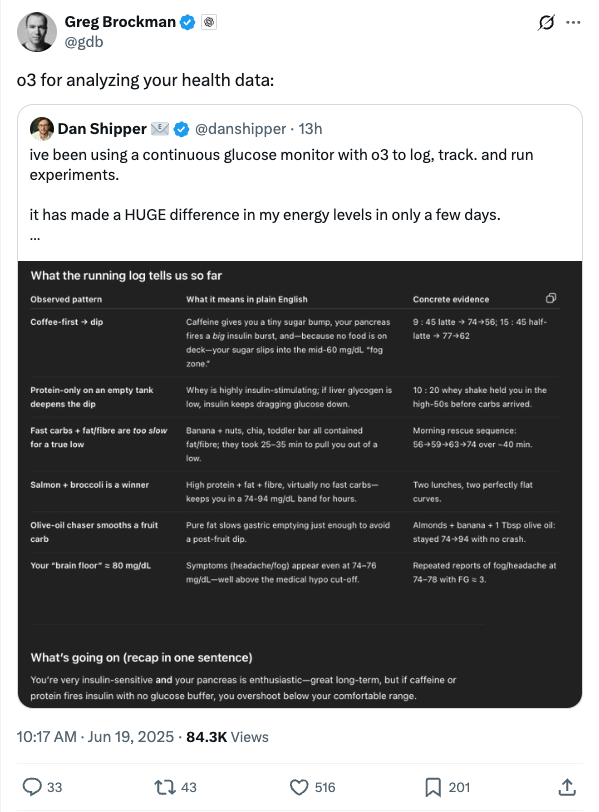 Greg Brockman
@gdb
o3 for analyzing your health data:
Dan Shipper 📧 @danshipper · 13h
ive been using a continuous glucose monitor with o3 to log, track. and run
experiments.
it has made a HUGE difference in my energy levels in only a few days.
...
What the running log tells us so far
Observed pattern What it means in plain English Concrete evidence
Coffee-first → dip
Caffeine gives you a tiny sugar bump, your pancreas
fires a big insulin burst, and—because no food is on
deck—your sugar slips into the mid-60 mg/dL "fog
zone."
9 : 45 latte → 74→56; 15 : 45 half-
latte → 77→62
Protein-only on an empty tank
deepens the dip
Whey is highly insulin-stimulating; if liver glycogen is
low, insulin keeps dragging glucose down.
10 : 20 whey shake held you in the
high-50s before carbs arrived.
Fast carbs + fat/fibre are too slow
for a true low
Banana + nuts, chia, toddler bar all contained
fat/fibre; they took 25–35 min to pull you out of a
low.
Morning rescue sequence:
56→59→63→74 over ~40 min.
Salmon + broccoli is a winner
High protein + fat + fibre, virtually no fast carbs—
keeps you in a 74-94 mg/dL band for hours.
Two lunches, two perfectly flat
curves.
Olive-oil chaser smooths a fruit
carb
Pure fat slows gastric emptying just enough to avoid
a post-fruit dip.
Almonds + banana + 1 Tbsp olive oil:
stayed 74→94 with no crash.
Your "brain floor" ≈ 80 mg/dL
Symptoms (headache/fog) appear even at 74–76
mg/dL—well above the medical hypo cut-off.
Repeated reports of fog/headache at
74–78 with FG ≈ 3.
What's going on (recap in one sentence)
You're very insulin-sensitive and your pancreas is enthusiastic—great long-term, but if caffeine or
protein fires insulin with no glucose buffer, you overshoot below your comfortable range.
10:17 AM · Jun 19, 2025 · 84.3K Views
33 43 516 201